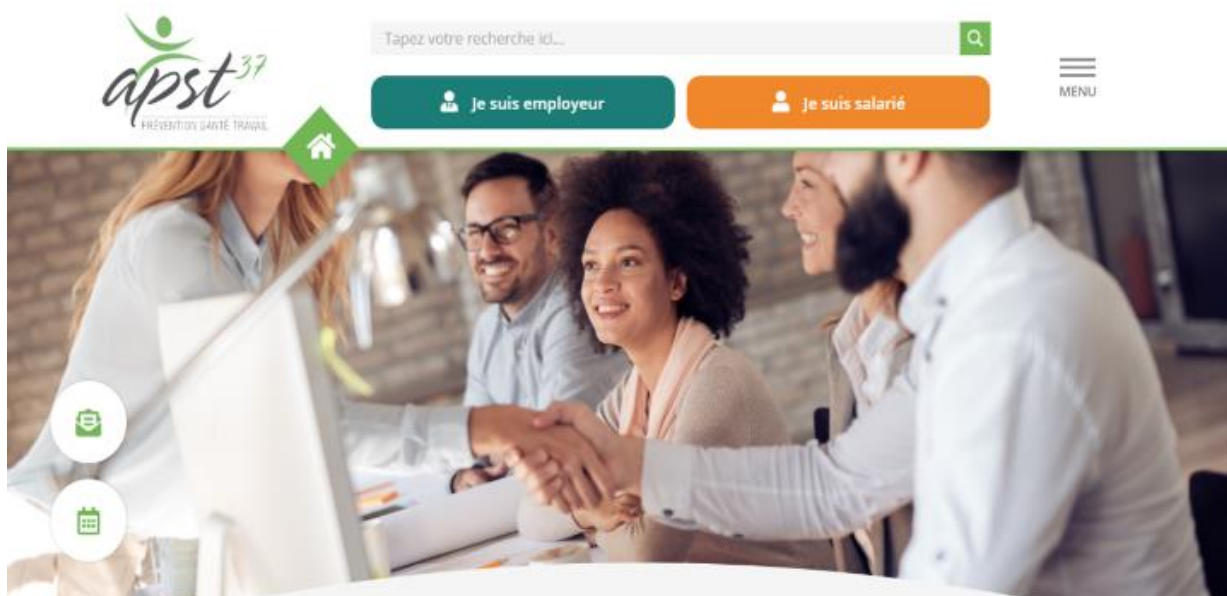 apst37
PRÉVENTION SANTÉ TRAVAIL
Tapez votre recherche ici...
Je suis employeur
Je suis salarié
MENU